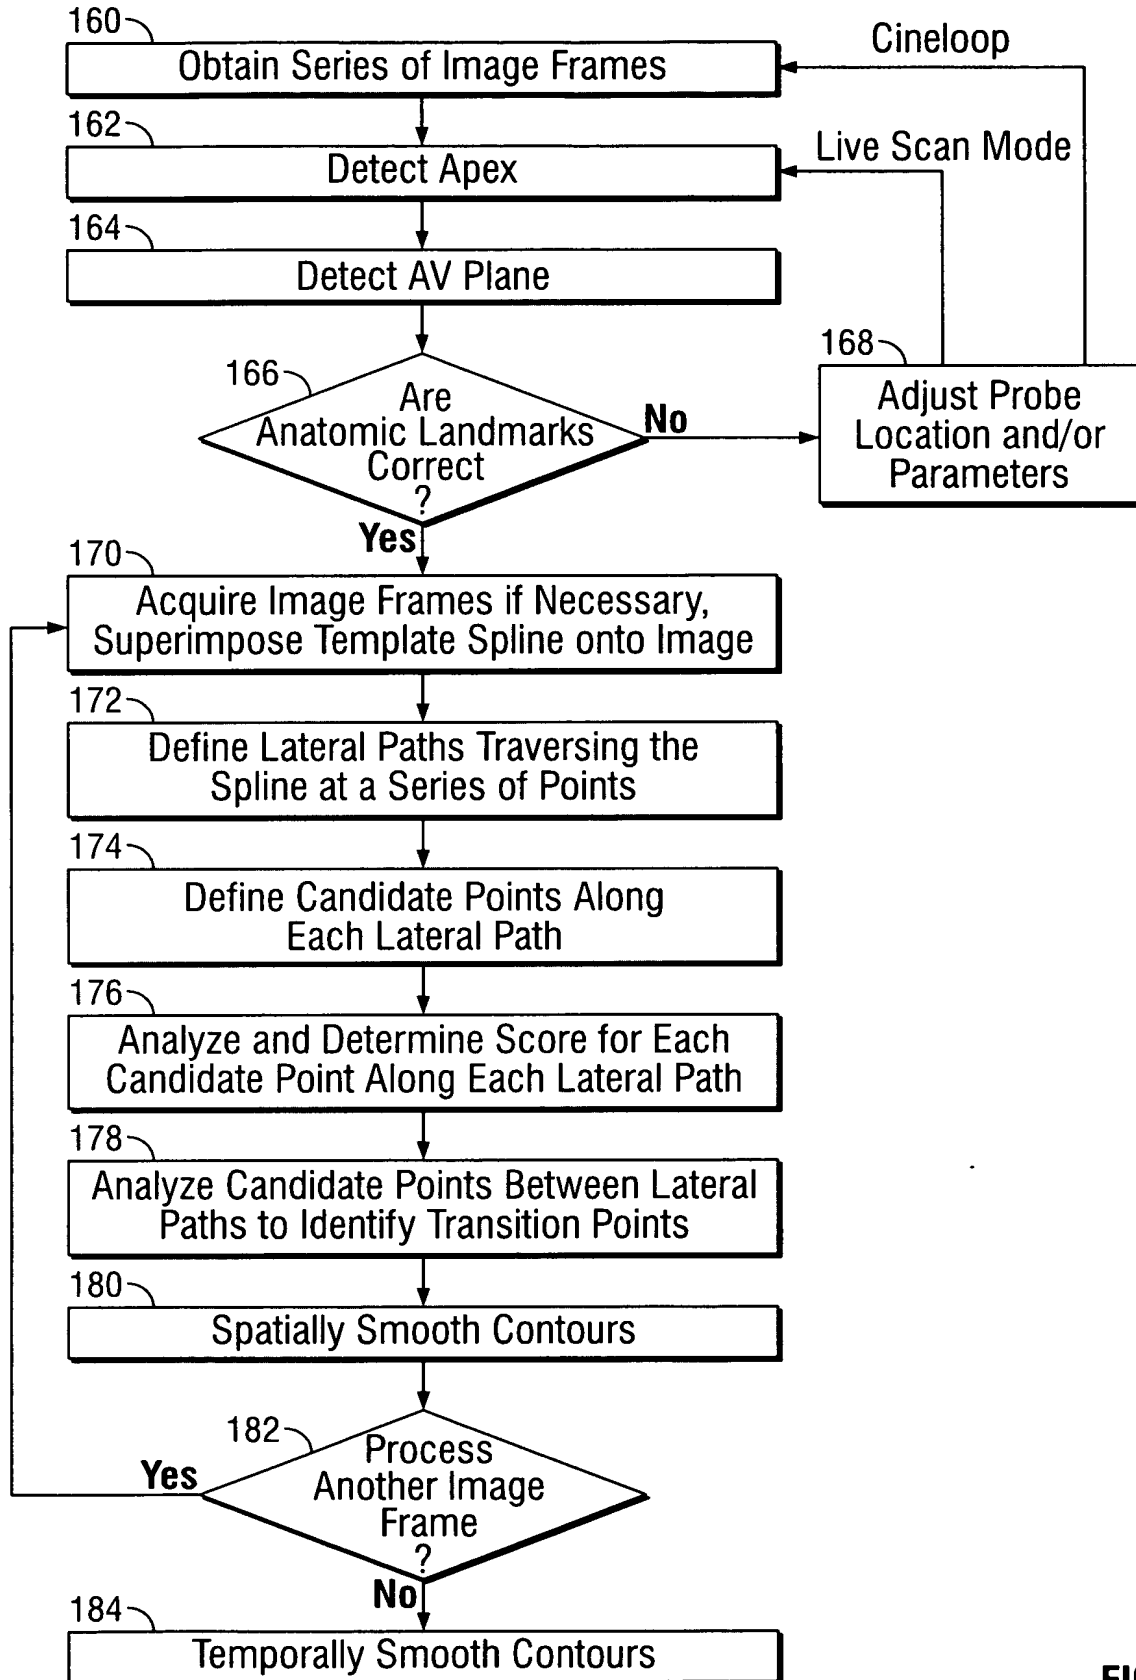 160
Obtain Series of Image Frames
Cineloop
162
Detect Apex
Live Scan Mode
164
Detect AV Plane
166
Are
Anatomic Landmarks
Correct
?
No
168
Adjust Probe
Location and/or
Parameters
Yes
170
Acquire Image Frames if Necessary,
Superimpose Template Spline onto Image
172
Define Lateral Paths Traversing the
Spline at a Series of Points
174
Define Candidate Points Along
Each Lateral Path
176
Analyze and Determine Score for Each
Candidate Point Along Each Lateral Path
178
Analyze Candidate Points Between Lateral
Paths to Identify Transition Points
180
Spatially Smooth Contours
182
Process
Another Image
Frame
?
Yes
No
184
Temporally Smooth Contours